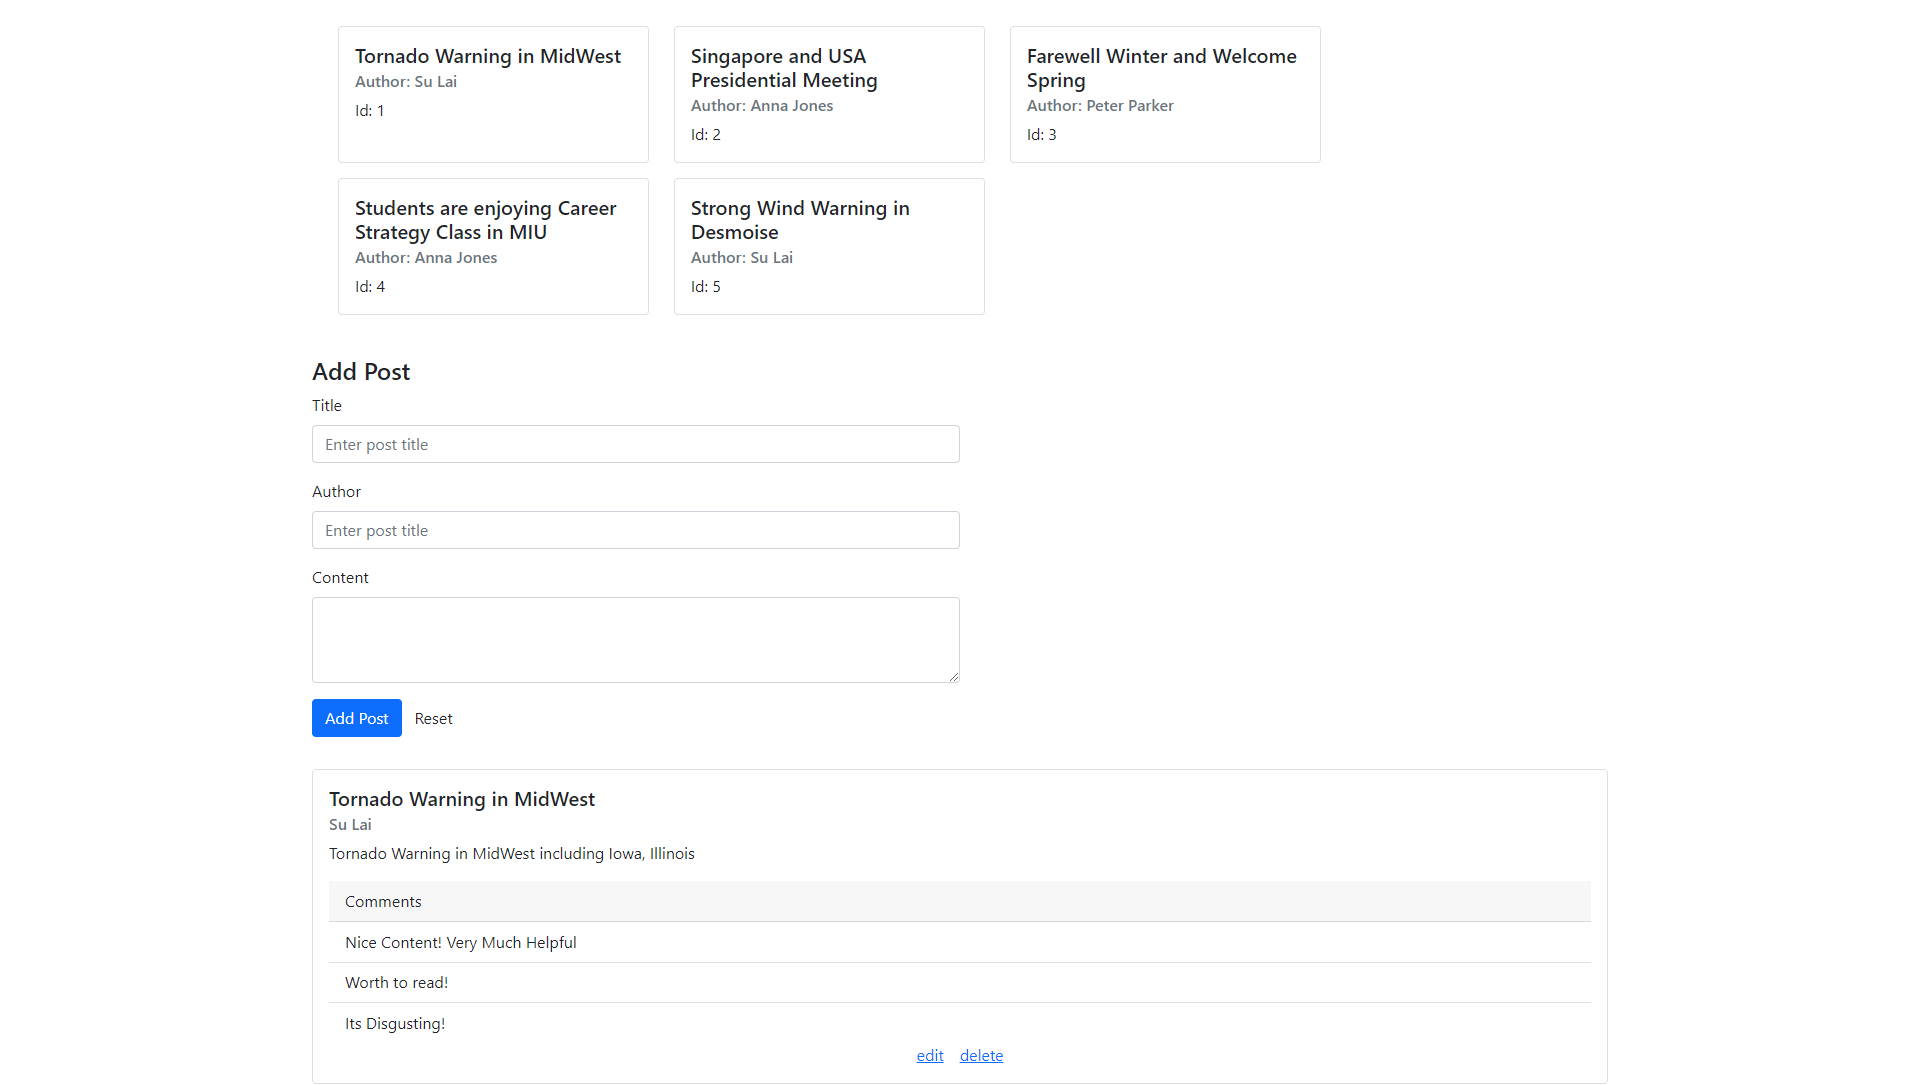 Tornado Warning in MidWest
Author: Su Lai
Id: 1
Singapore and USA
Presidential Meeting
Author: Anna Jones
Id: 2
Farewell Winter and Welcome
Spring
Author: Peter Parker
Id: 3
Students are enjoying Career
Strategy Class in MIU
Author: Anna Jones
Id: 4
Strong Wind Warning in
Desmoise
Author: Su Lai
Id: 5
Add Post
Title
Enter post title
Author
Enter post title
Content
Add Post Reset
Tornado Warning in MidWest
Su Lai
Tornado Warning in MidWest including Iowa, Illinois
Comments
Nice Content! Very Much Helpful
Worth to read!
Its Disgusting!
edit delete